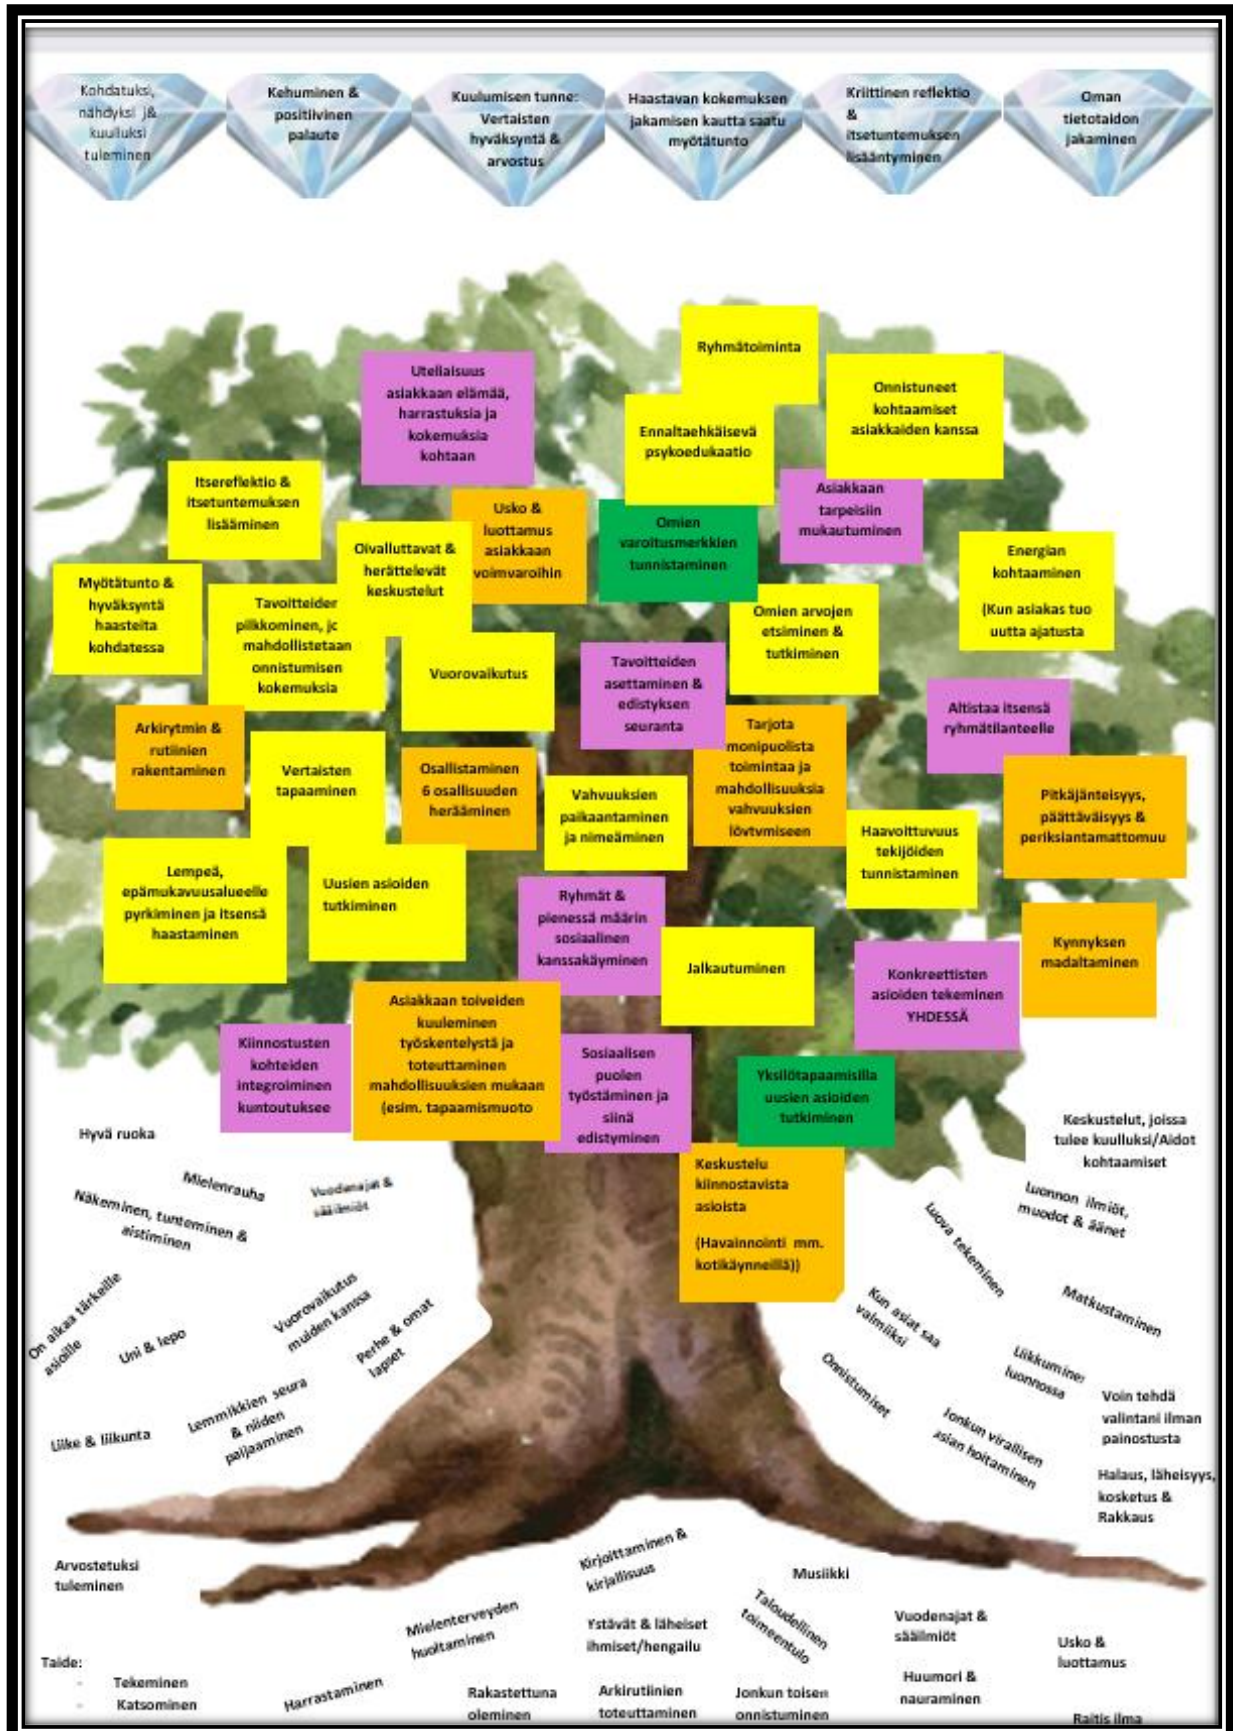 Kohdatuksi,
nähdyksi ja
kuulluksi
tuleminen
Kehuminen &
positiivinen
palaute
Kuulumisen tunne:
Vertaisten
hyväksyntä &
arvostus
Haastavan kokemuksen
jakamisen kautta saatu
myötätunto
Kriittinen reflektio
&
itsetuntemuksen
lisääntyminen
Oman
tietotaidon
jakaminen
Ryhmätoiminta
Uteliaisuus
asiakkaan elämää,
harrastuksia ja
kokemuksia
kohtaan
Onnistuneet
kohtaamiset
asiakkaiden kanssa
Ennaltaehkäisevä
psykoedukaatio
Itsereflektio &
itsetuntemuksen
lisääminen
Usko &
luottamus
asiakkaan
voimvaroihin
Omien
varoitusmerkkien
tunnistaminen
Asiakkaan
tarpeisiin
mukautuminen
Oivalluttavat &
herättelevät
keskustelut
Energian
kohtaaminen
(Kun asiakas tuo
uutta ajatusta
Myötätunto &
hyväksyntä
haasteita
kohdatessa
Tavoitteider
pilkkominen, jc
mahdollistetaan
onnistumisen
kokemuksia
Omien arvojen
etsiminen &
tutkiminen
Vuorovaikutus
Tavoitteiden
asettaminen &
edistyksen
seuranta
Altistaa itsensä
ryhmätilanteelle
Arkirytmin &
rutiinien
rakentaminen
Tarjota
monipuolista
toimintaa ja
mahdollisuuksia
vahvuuksien
löytymiseen
Vertaisten
tapaaminen
Osallistaminen
6 osallisuuden
herääminen
Vahvuuksien
paikaantaminen
ja nimeäminen
Pitkäjänteisyys,
päättäväisyys &
periksiantamattomuu
Haavoittuvuus
tekijöiden
tunnistaminen
Lempeä,
epämukavuusalueelle
pyrkiminen ja itsensä
haastaminen
Uusien asioiden
tutkiminen
Ryhmät &
pienessä määrin
sosiaalinen
kanssakäyminen
Jalkautuminen
Kynnyksen
madaltaminen
Konkreettisten
asioiden tekeminen
YHDESSÄ
Asiakkaan toiveiden
kuuleminen
työskentelystä ja
toteuttaminen
mahdollisuuksien mukaan
(esim. tapaamismuoto
Kiinnostusten
kohteiden
integroiminen
kuntoutuksee
Sosiaalisen
puolen
työstäminen ja
siinä
edistyminen
Yksilötapaamisilla
uusien asioiden
tutkiminen
Keskustelu
kiinnostavista
asioista
(Havainnointi mm.
kotikäynneillä))
Hyvä ruoka
Keskustelut, joissa
tulee kuulluksi/Aidot
kohtaamiset
Mielenrauha
Vuodenajat &
sääilmiöt
Näkeminen, tunteminen &
aistiminen
Luova tekeminen
Luonnon ilmiöt,
muodot & äänet
On aikaa tärkeille
asioille
Uni & lepo
Vuorovaikutus
muiden kanssa
Perhe & omat
lapset
Kun asiat saa
valmiiksi
Matkustaminen
Liikkumine:
luonnossa
Onnistumiset
Liike & liikunta
Lemmikkien seura
& niiden
paijaaminen
Jonkun virallisen
asian hoitaminen
Voin tehdä
valintani ilman
painostusta
Halaus, läheisyys,
kosketus &
Rakkaus
Arvostetuksi
tuleminen
Kirjoittaminen &
kirjallisuus
Musiikki
Mielenterveyden
huoltaminen
Ystävät & läheiset
ihmiset/hengailu
Taloudellinen
toimeentulo
Vuodenajat &
sääilmiöt
Usko &
luottamus
Taide:
- Tekeminen
- Katsominen
Harrastaminen
Rakastettuna
oleminen
Arkirutiinien
toteuttaminen
Jonkun toisen
onnistuminen
Huumori &
nauraminen
Raitis ilma